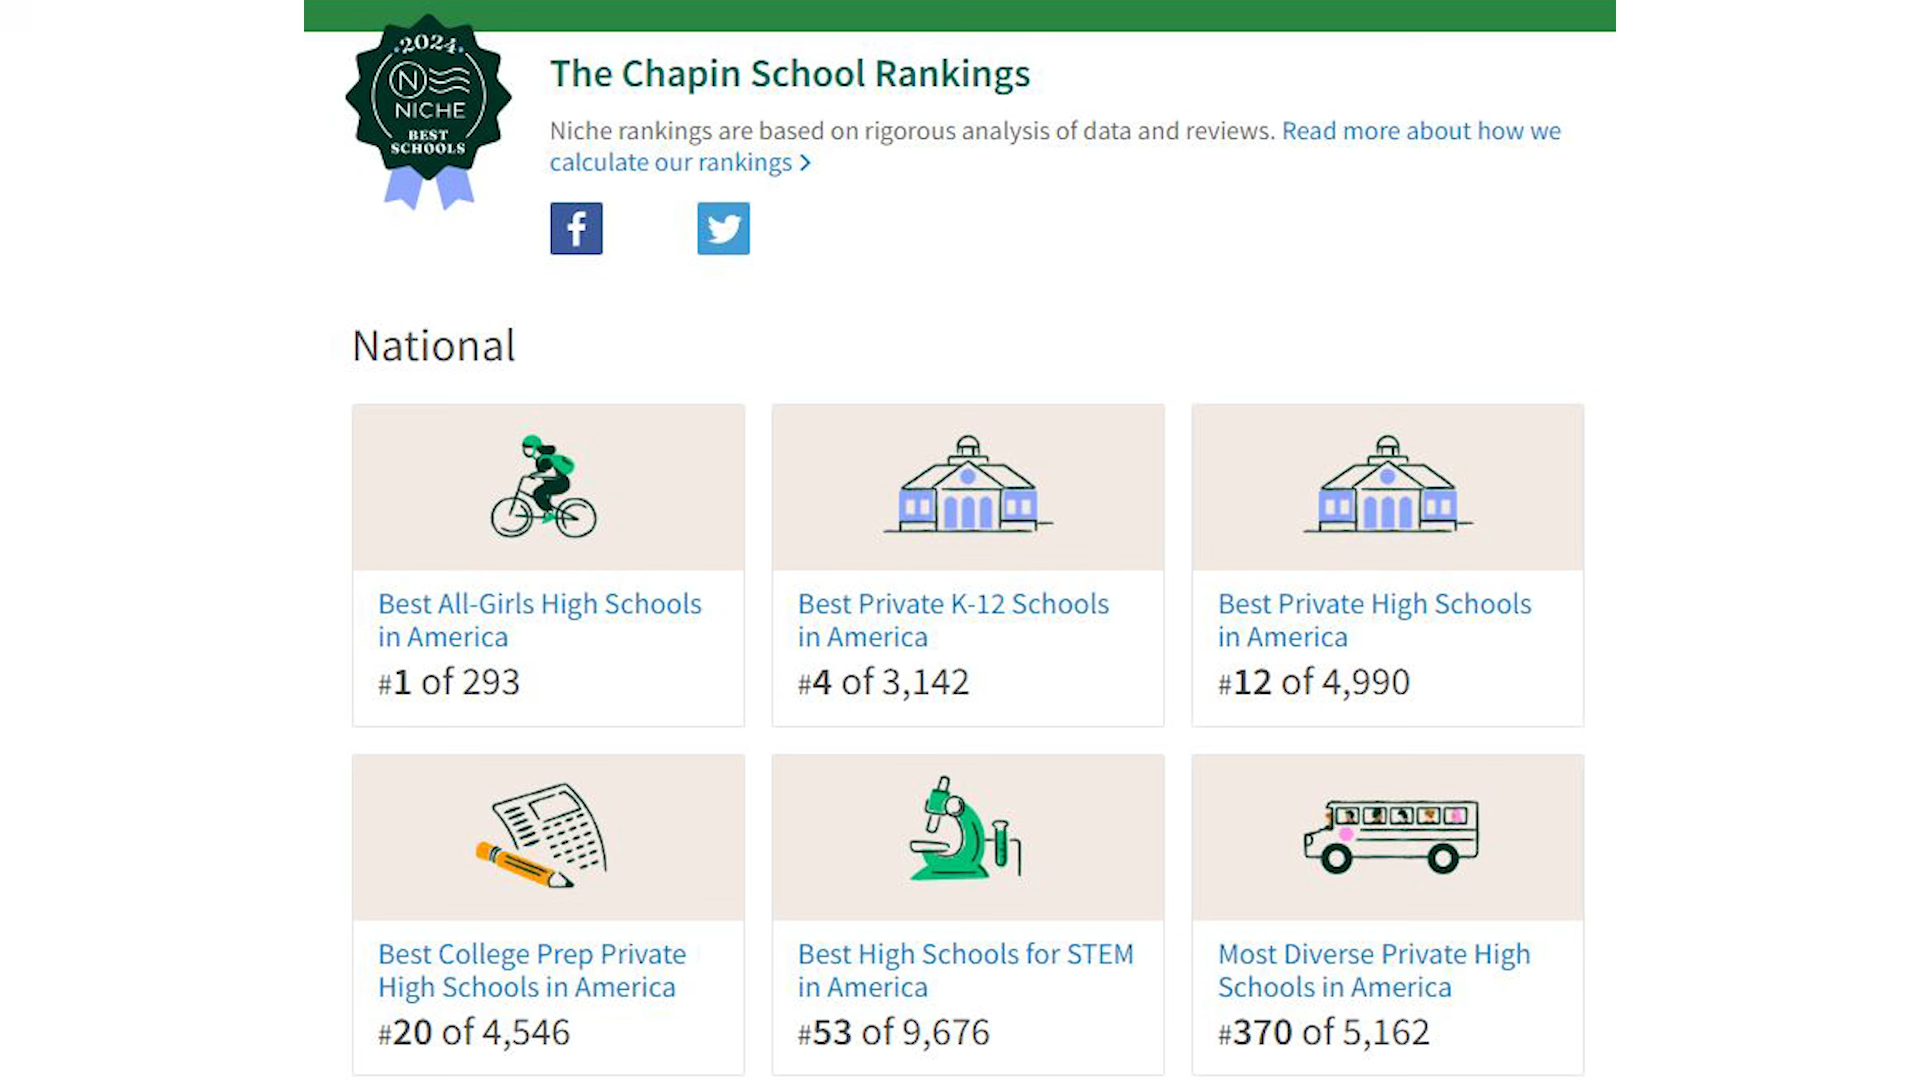 2024
N
NICHE
BEST
SCHOOLS
The Chapin School Rankings
Niche rankings are based on rigorous analysis of data and reviews. Read more about how we
calculate our rankings
National
Best All-Girls High Schools
in America
#1 of 293
Best Private K-12 Schools
in America
#4 of 3,142
Best Private High Schools
in America
#12 of 4,990
Best College Prep Private
High Schools in America
#20 of 4,546
Best High Schools for STEM
in America
#53 of 9,676
Most Diverse Private High
Schools in America
#370 of 5,162